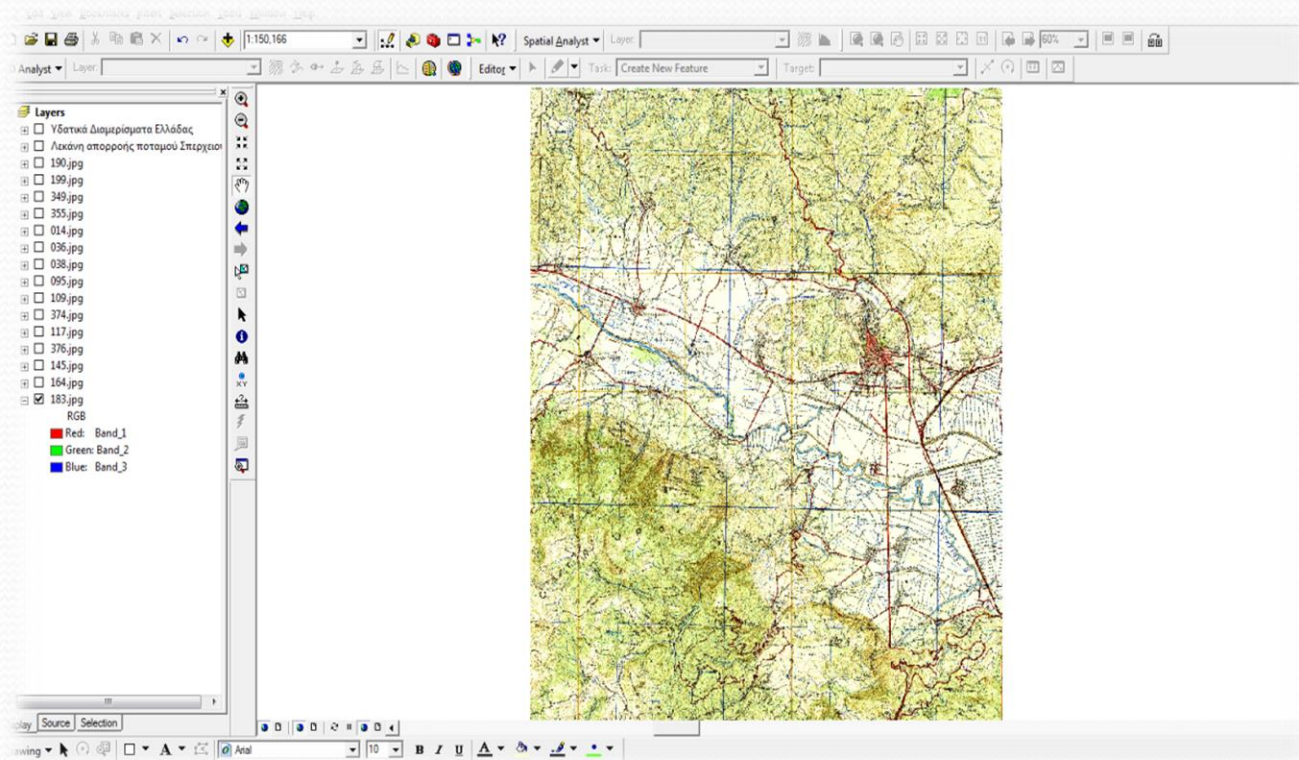 1:150,166
Spatial Analyst
Layer:
60%
Analyst
Layer:
Editor
Task:
Create New Feature
Target:
Layers
Υδατικά Διαμερίσματα Ελλάδας
Λεκάνη απορροής ποταμού Σπερχειού
190.jpg
199.jpg
349.jpg
355.jpg
014.jpg
036.jpg
038.jpg
095.jpg
109.jpg
374.jpg
117.jpg
376.jpg
145.jpg
164.jpg
183.jpg
RGB
Red: Band_1
Green: Band_2
Blue: Band_3
XY
Source
Selection
Arial
10
B I U A